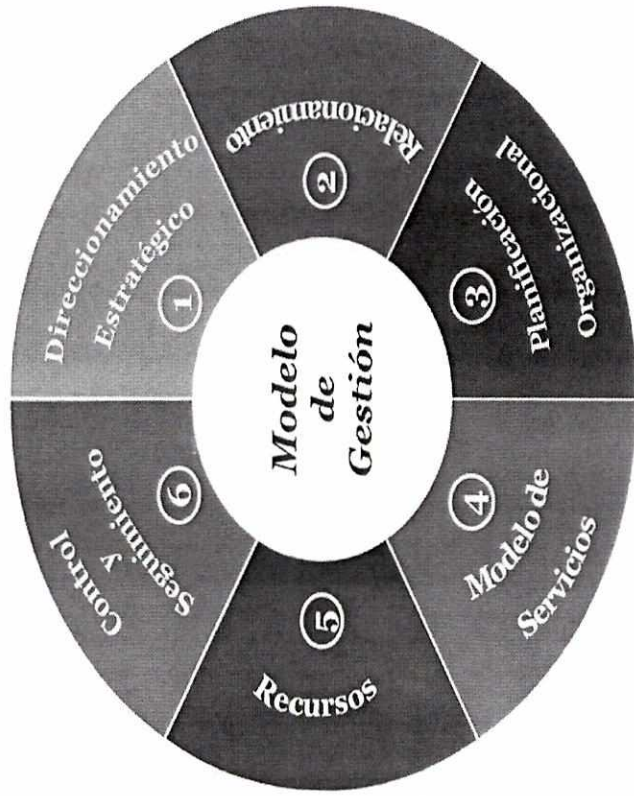 Modelo
de
Gestión
1
Direccionamiento
Estratégico
2
Relacionamiento
3
Planificación
Organizacional
4
Modelo de
Servicios
5
Recursos
6
Control
y
Seguimiento